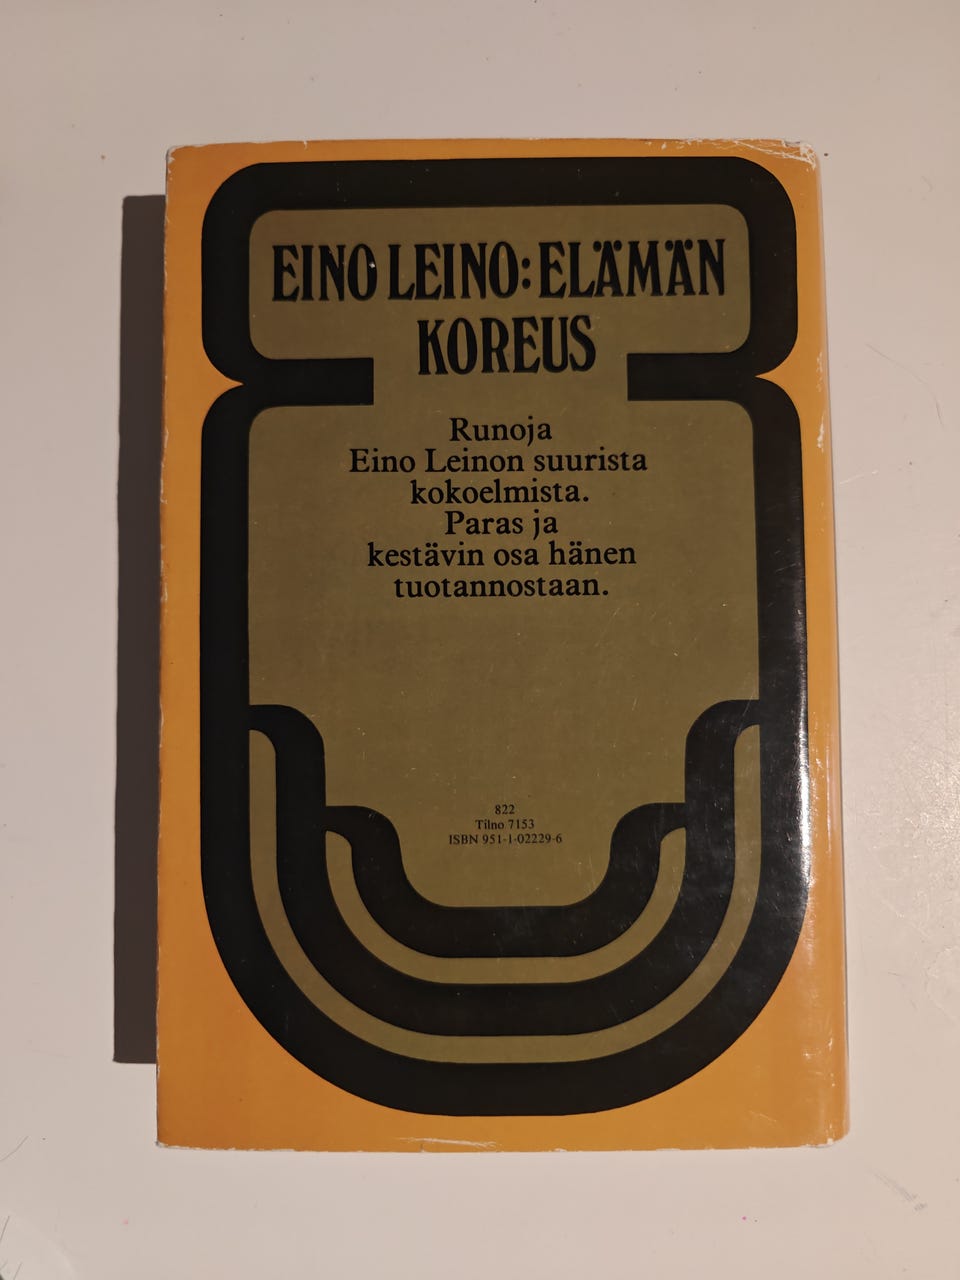 EINO LEINO: ELÄMÄN
KOREUS
Runoja
Eino Leinon suurista
kokoelmista.
Paras ja
kestävin osa hänen
tuotannostaan.
822
Tilno 7153
ISBN 951-1-02229-6